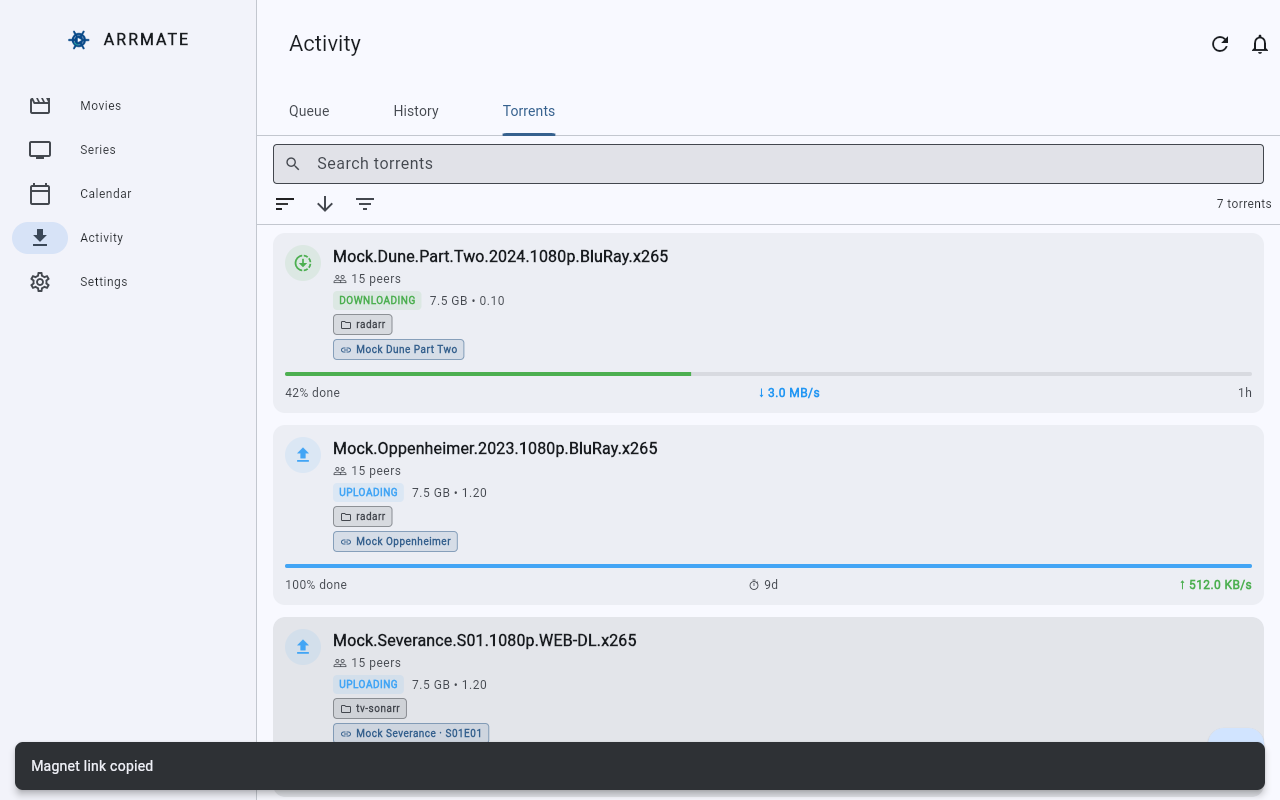 ARRMATE
Movies
Series
Calendar
Activity
Settings
Activity
Queue
History
Torrents
Search torrents
7 torrents
Mock.Dune.Part.Two.2024.1080p.BluRay.x265
15 peers
DOWNLOADING 7.5 GB • 0.10
radarr
Mock Dune Part Two
42% done
↓ 3.0 MB/s
1h
Mock.Oppenheimer.2023.1080p.BluRay.x265
15 peers
UPLOADING 7.5 GB • 1.20
radarr
Mock Oppenheimer
100% done
9d
↑ 512.0 KB/s
Mock.Severance.S01.1080p.WEB-DL.x265
15 peers
UPLOADING 7.5 GB • 1.20
tv-sonarr
Mock Severance · S01E01
Magnet link copied